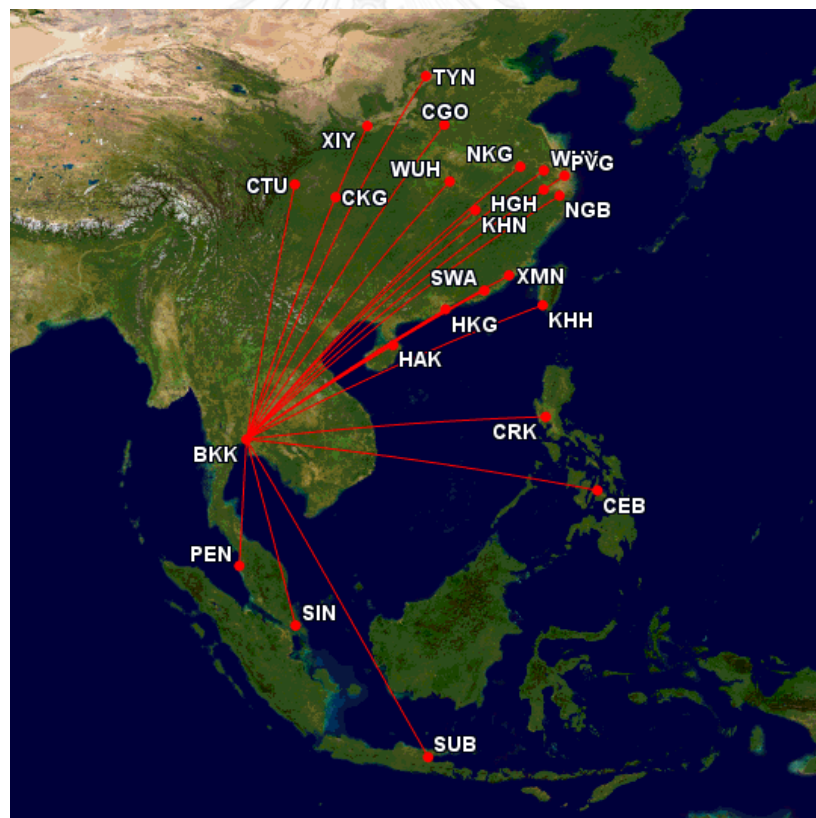 TYN
CGO
XIY
NKG
PVG
WUH
CTU
CKG
HGH
NGB
KHN
SWA
XMN
HKG
KHH
HAK
CRK
BKK
CEB
PEN
SIN
SUB